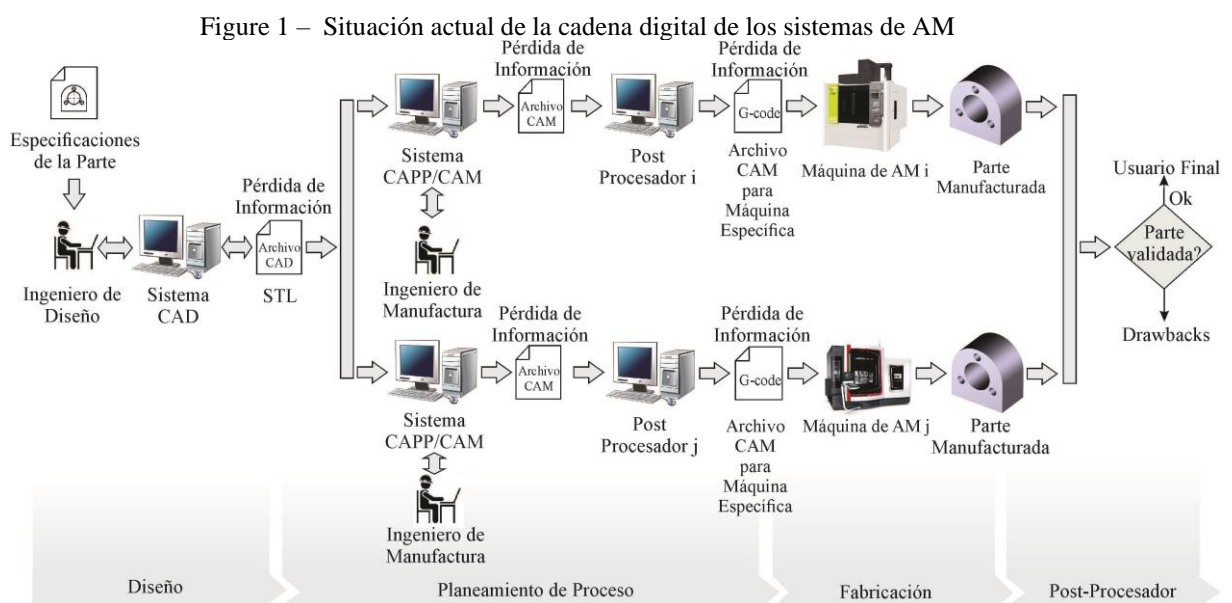 Figure 1 – Situación actual de la cadena digital de los sistemas de AM
Especificaciones
de la Parte
Ingeniero de
Diseño
Sistema
CAD
Pérdida de
Información
Archivo
CAD
STL
Sistema
CAPP/CAM
Ingeniero de
Manufactura
Pérdida de
Información
Archivo
CAM
Post
Procesador i
Pérdida de
Información
G-code
Archivo
CAM
para
Máquina
Específica
Máquina de AM i
Parte
Manufacturada
Sistema
CAPP/CAM
Ingeniero de
Manufactura
Pérdida de
Información
Archivo
CAM
Post
Procesador j
Pérdida de
Información
G-code
Archivo
CAM
para
Máquina
Específica
Máquina de AM j
Parte
Manufacturada
Usuario Final
Ok
Parte
validada?
Drawbacks
Diseño
Planeamiento de Proceso
Fabricación
Post-Procesador